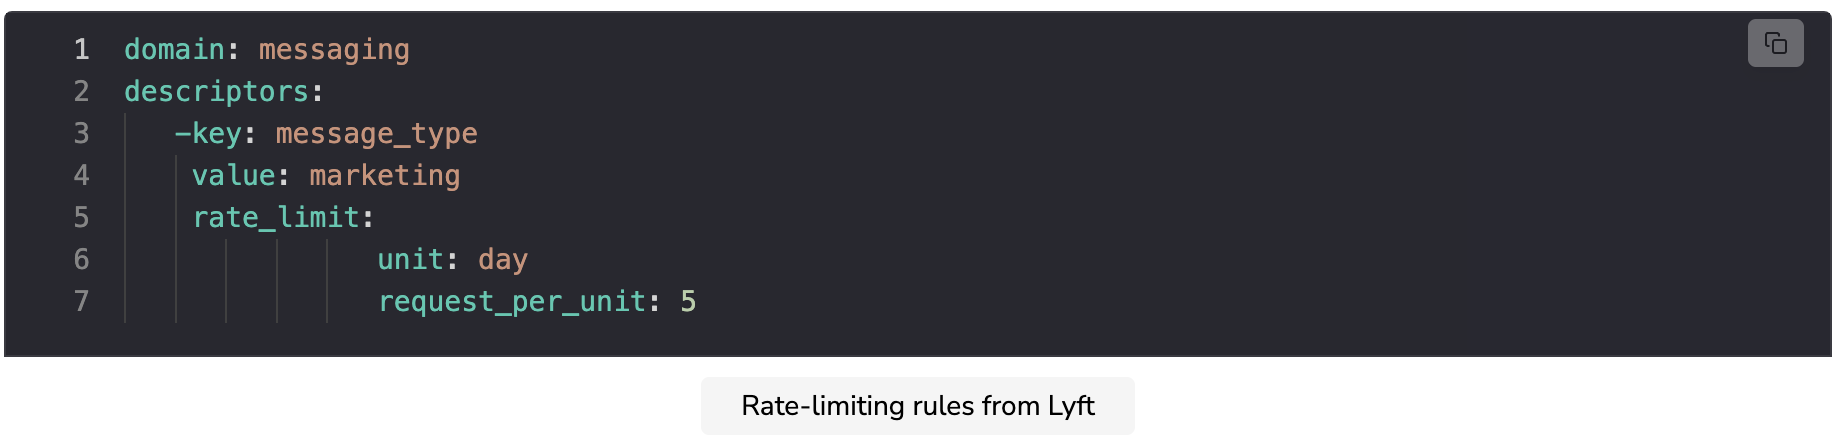 1 domain: messaging
2 descriptors:
3 -key: message_type
4 value: marketing
5 rate_limit:
6 unit: day
7 request_per_unit: 5
Rate-limiting rules from Lyft